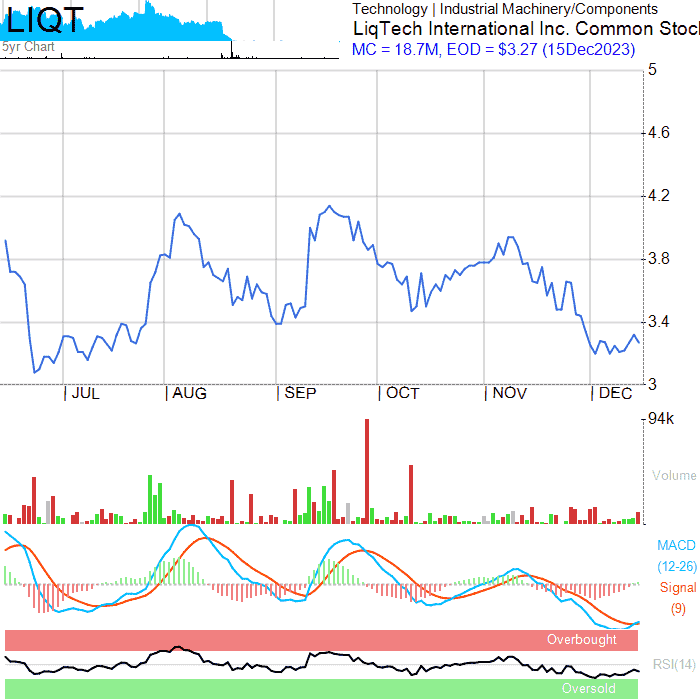 LIQT
5yr Chart
Technology | Industrial Machinery/Components
LiqTech International Inc. Common Stoc
MC = 18.7M, EOD = $3.27 (15Dec2023)
5
4.6
4.2
3.8
3.4
3
JUL AUG SEP OCT NOV DEC
94k
Volume
MACD
(12-26)
Signal
(9)
Overbought
RSI(14)
Oversold